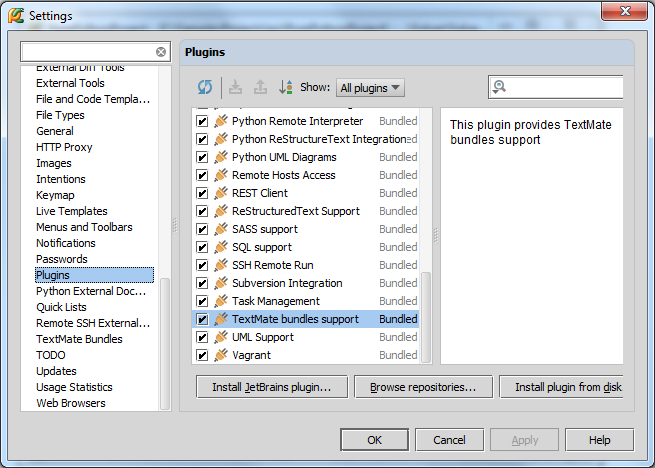 Settings
External Diff Tools
External Tools
File and Code Templa...
File Types
General
HTTP Proxy
Images
Intentions
Keymap
Live Templates
Menus and Toolbars
Notifications
Passwords
Plugins
Python External Doc...
Quick Lists
Remote SSH External...
TextMate Bundles
TODO
Updates
Usage Statistics
Web Browsers
Plugins
Show: All plugins
Python Remote Interpreter Bundled
Python ReStructureText Integration
Python UML Diagrams Bundled
Remote Hosts Access Bundled
REST Client Bundled
ReStructuredText Support Bundled
SASS support Bundled
SQL support Bundled
SSH Remote Run Bundled
Subversion Integration Bundled
Task Management Bundled
TextMate bundles support Bundled
UML Support Bundled
Vagrant Bundled
This plugin provides TextMate
bundles support
Install JetBrains plugin... Browse repositories... Install plugin from disk
OK Cancel Apply Help